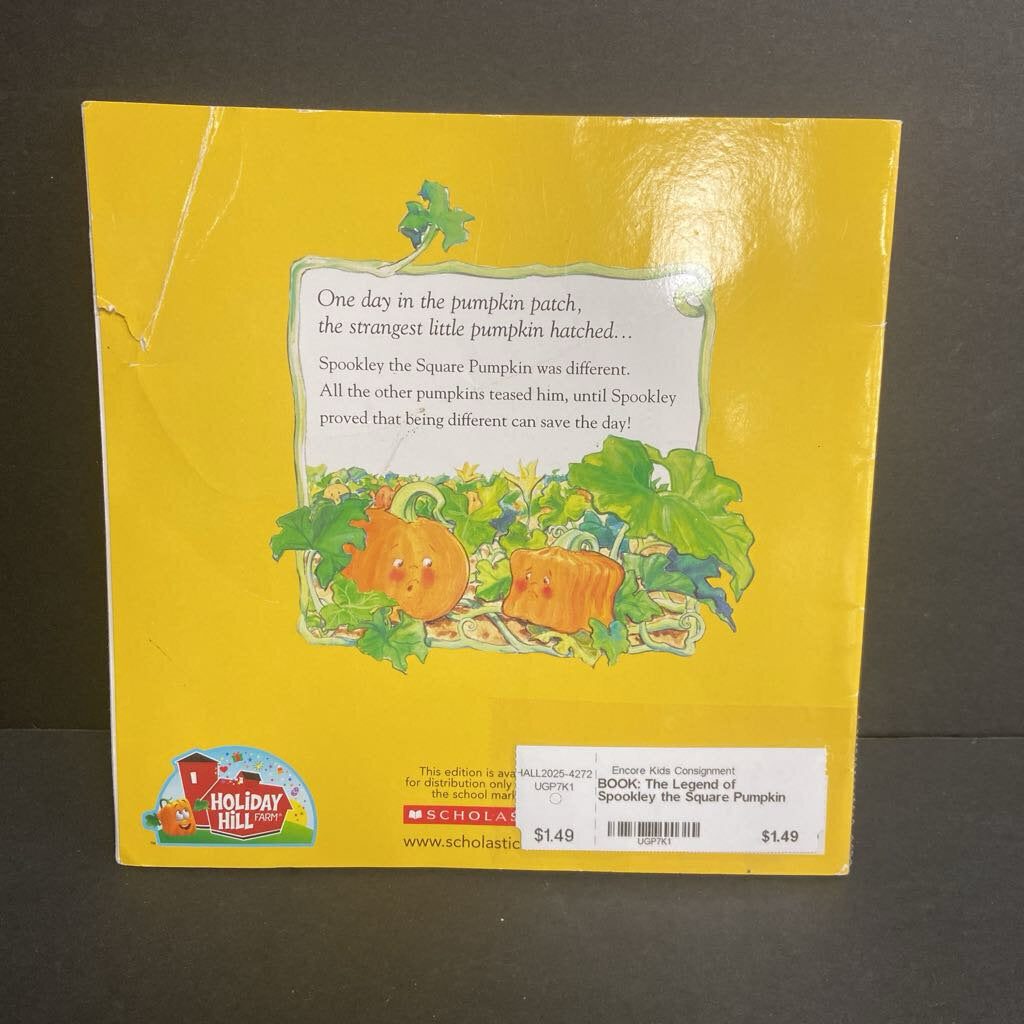 One day in the pumpkin patch,
the strangest little pumpkin hatched...
Spookley the Square Pumpkin was different.
All the other pumpkins teased him, until Spookley
proved that being different can save the day!
HOLiDAY
HiLL FARM®
™
This edition is
for distribution only
the school
SCHOLAS
www.scholastic
HALL2025-4272
UGP7K1
$1.49
Encore Kids Consignment
BOOK: The Legend of
Spookley the Square Pumpkin
UGP7K1
$1.49